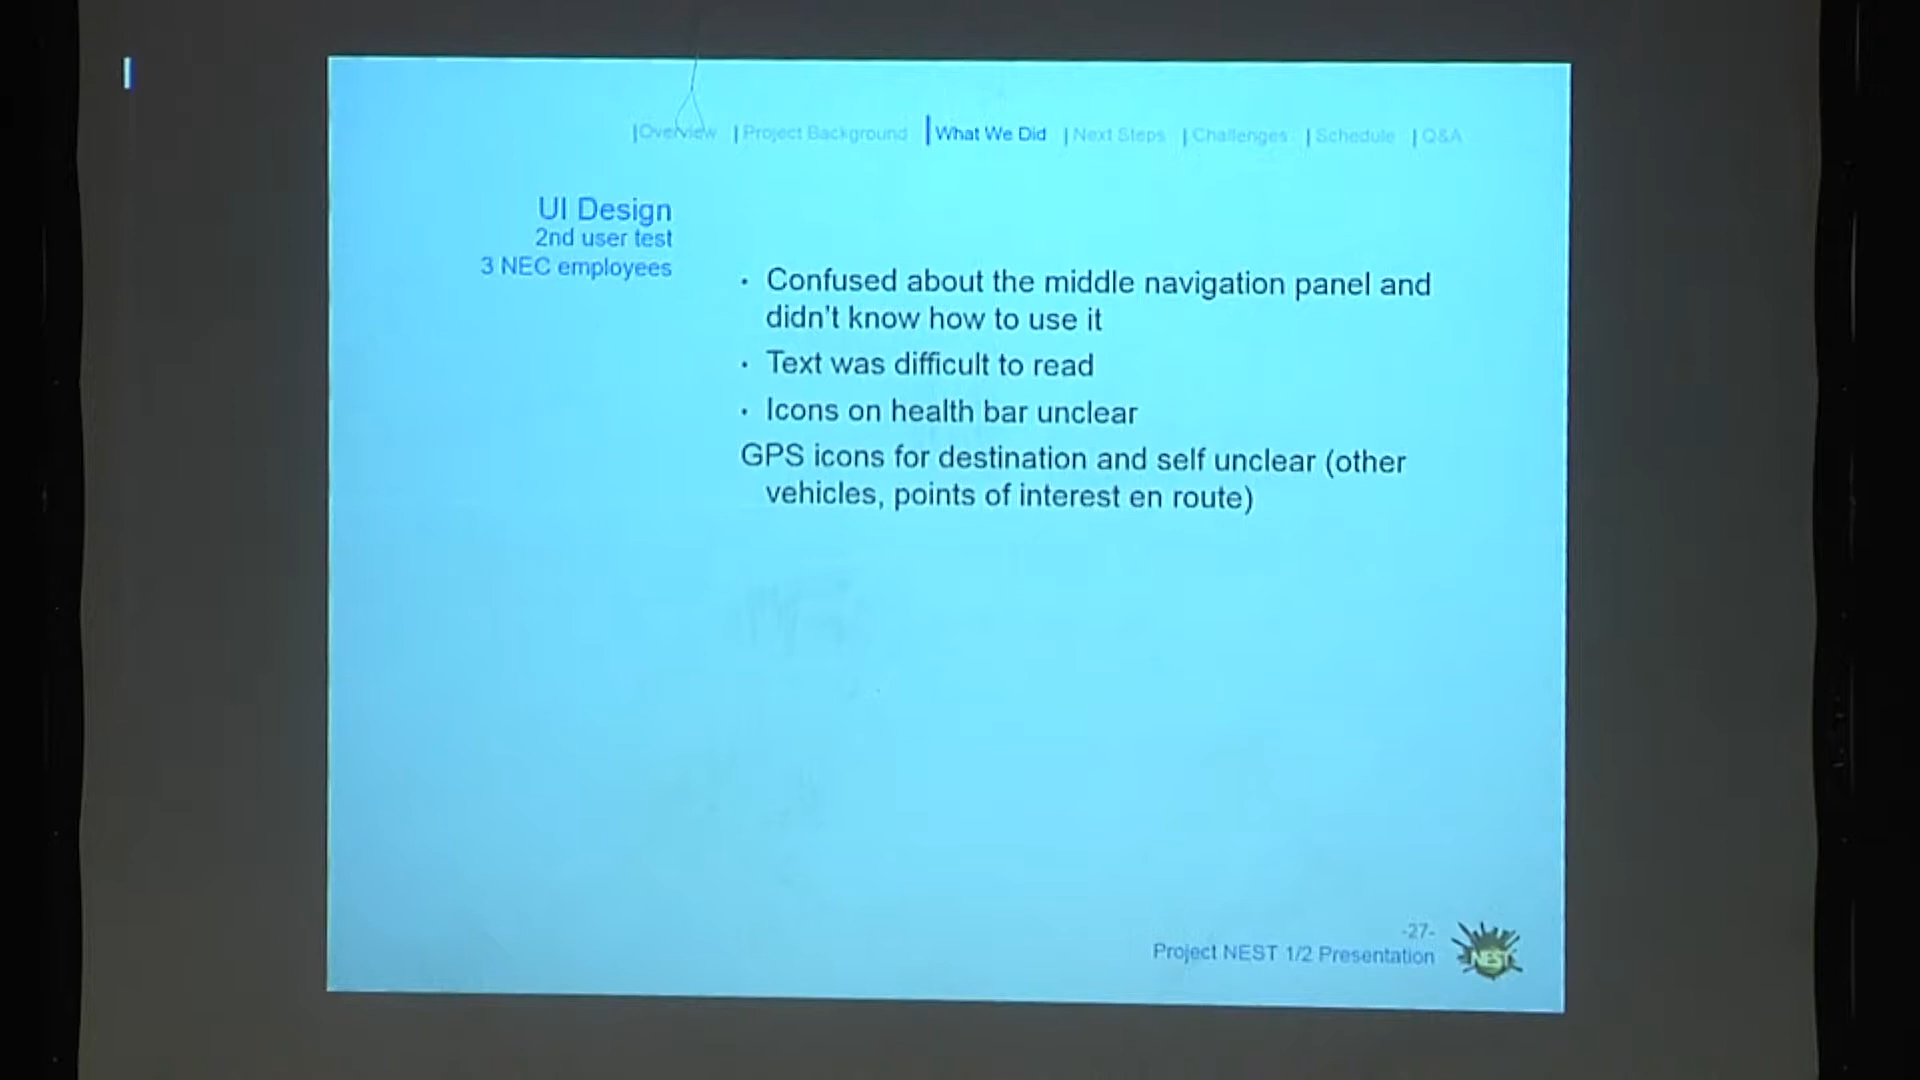 |Overview |Project Background |What We Did |Next Steps |Challenges |Schedule |Q&A
UI Design
2nd user test
3 NEC employees
· Confused about the middle navigation panel and
didn't know how to use it
· Text was difficult to read
· Icons on health bar unclear
GPS icons for destination and self unclear (other
vehicles, points of interest en route)
-27-
Project NEST 1/2 Presentation
NEST